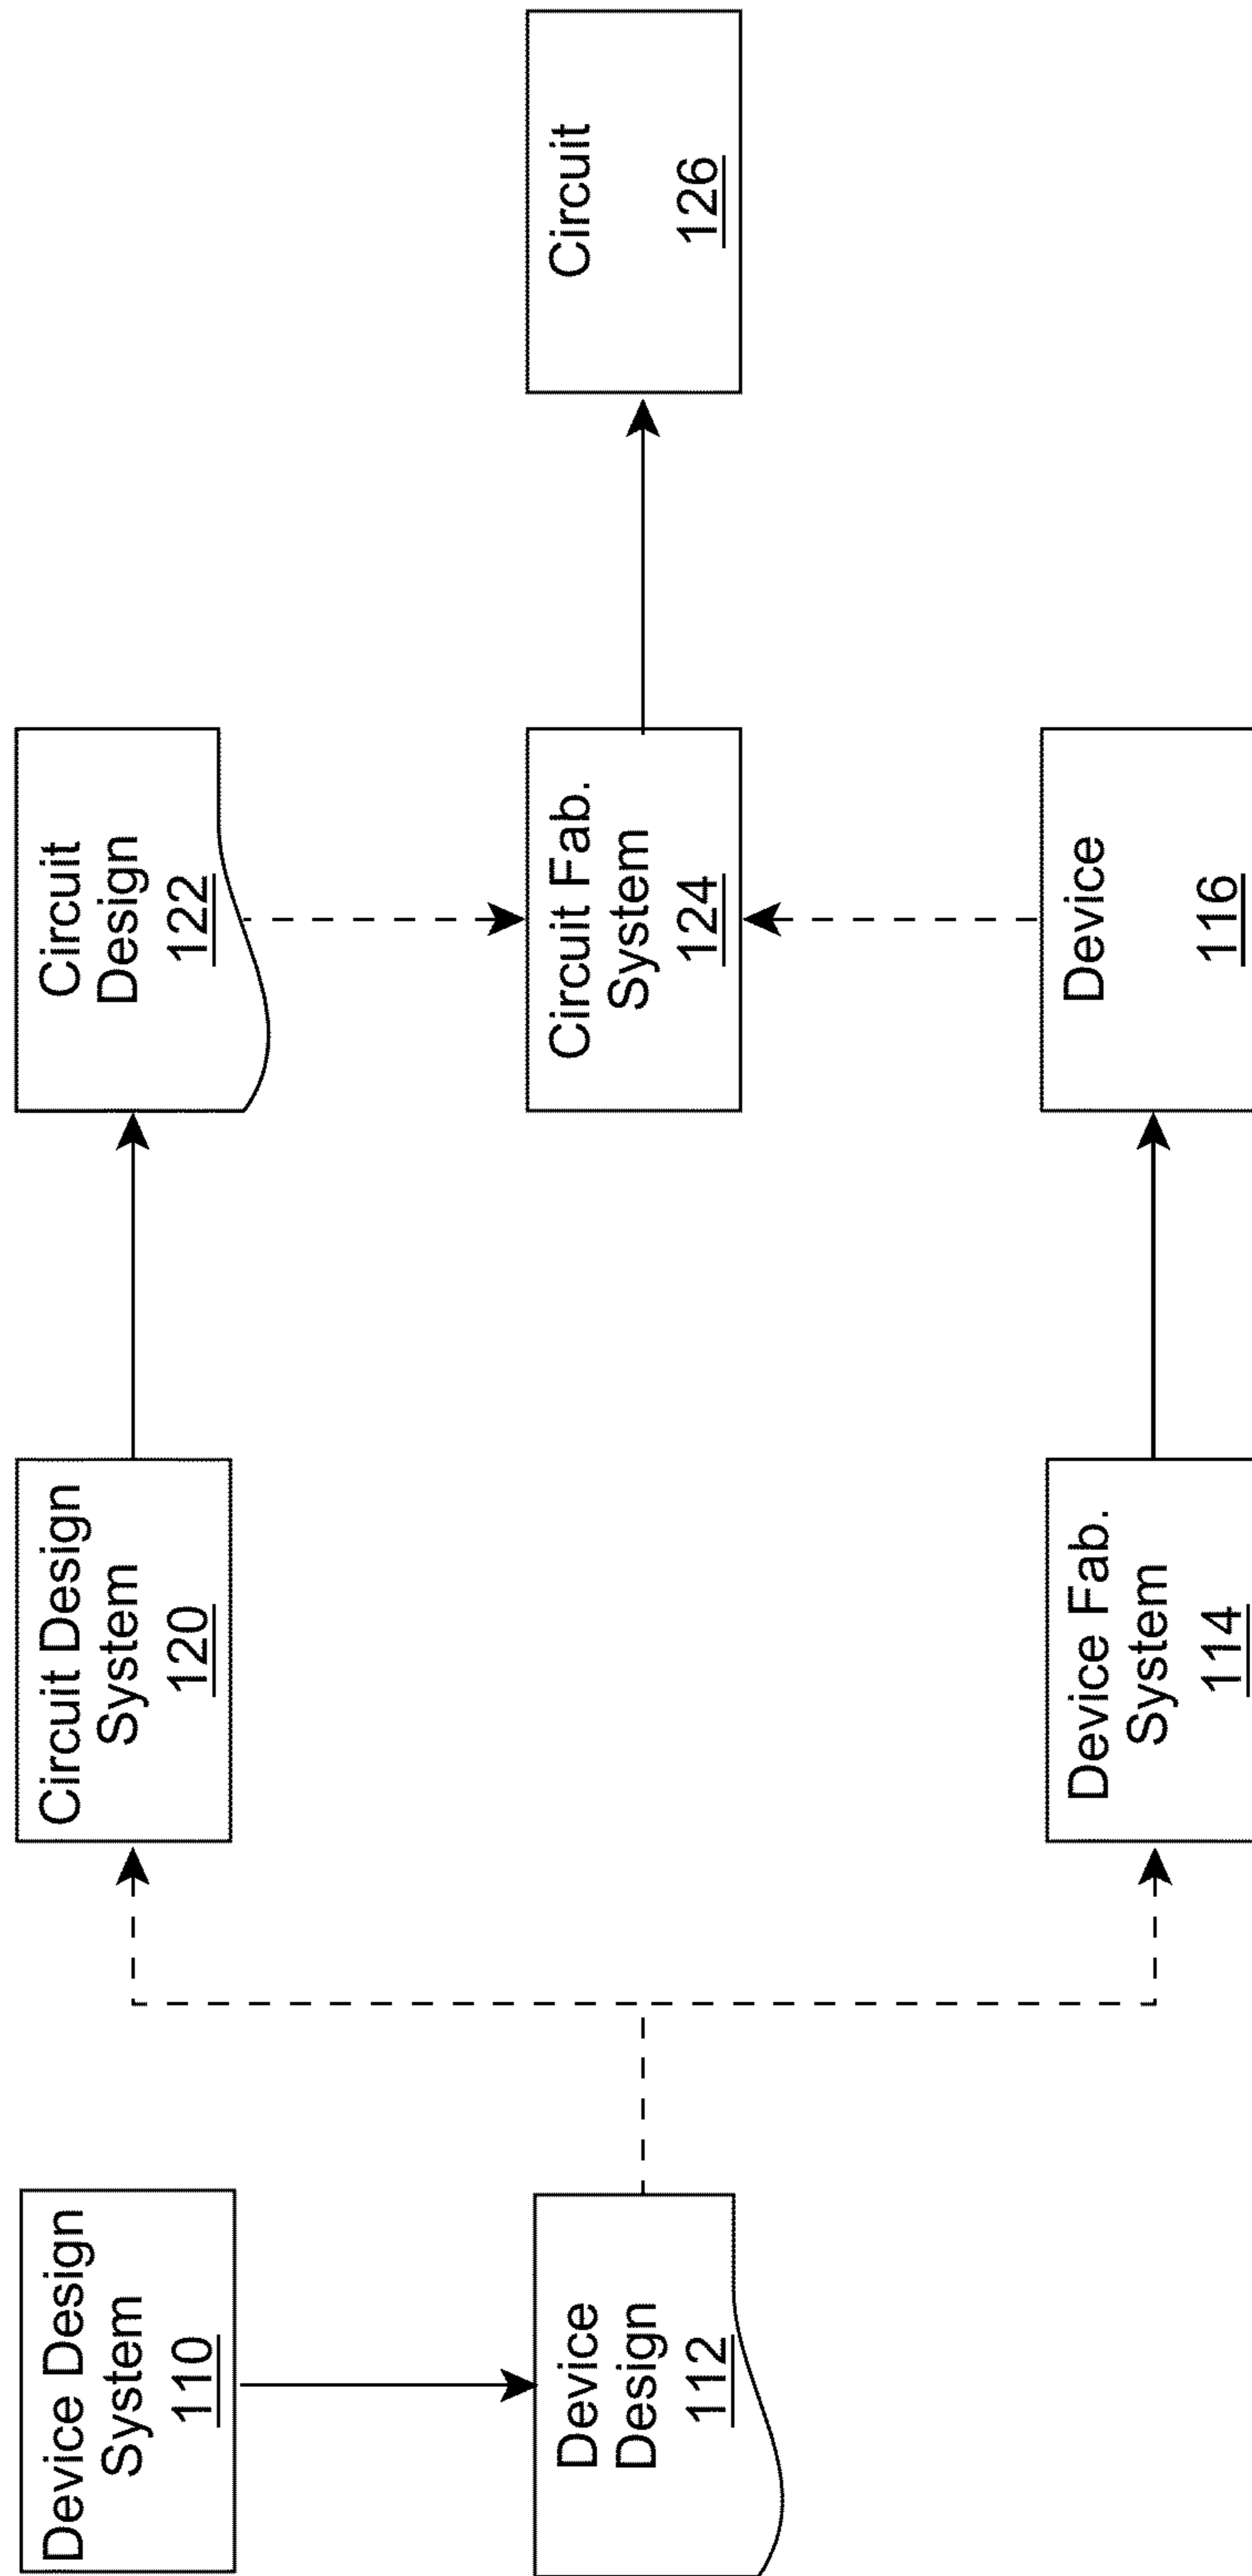 Device Design
System
110
Device
Design
112
Circuit Design
System
120
Device Fab.
System
114
Circuit
Design
122
Circuit Fab.
System
124
Device
116
Circuit
126